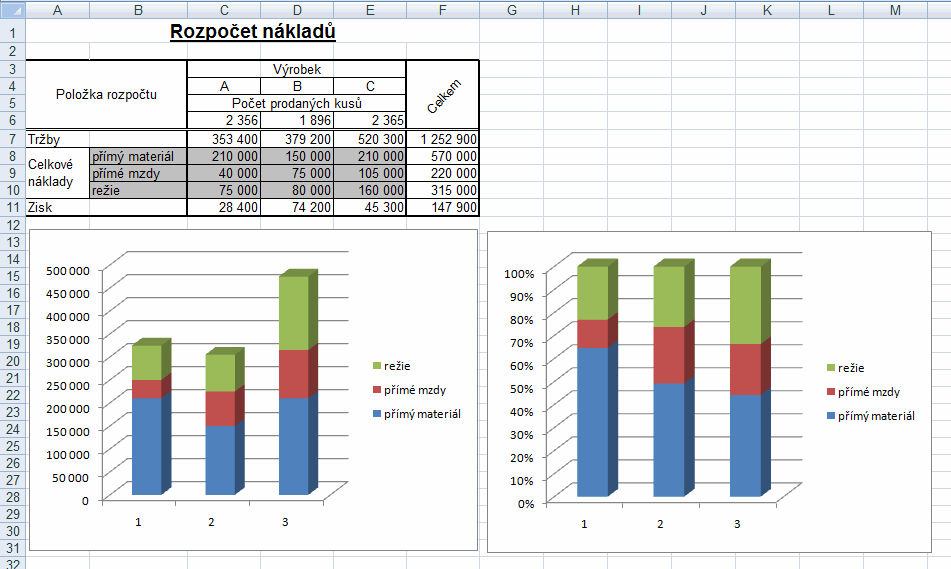 A B C D E F G H I J K L M
1 Rozpočet nákladů
2
3 Výrobek
4 Položka rozpočtu A B C Celkem
5 Počet prodaných kusů
6 2 356 1 896 2 365
7 Tržby 353 400 379 200 520 300 1 252 900
8 Celkové náklady přímý materiál 210 000 150 000 210 000 570 000
9 přímé mzdy 40 000 75 000 105 000 220 000
10 režie 75 000 80 000 160 000 315 000
11 Zisk 28 400 74 200 45 300 147 900
12
13
14
15
16
17
18
19
20
21
22
23
24
25
26
27
28
29
30
31
32
500 000
450 000
400 000
350 000
300 000
250 000
200 000
150 000
100 000
50 000
0
1 2 3
režie
přímé mzdy
přímý materiál
100%
90%
80%
70%
60%
50%
40%
30%
20%
10%
0%
1 2 3
režie
přímé mzdy
přímý materiál